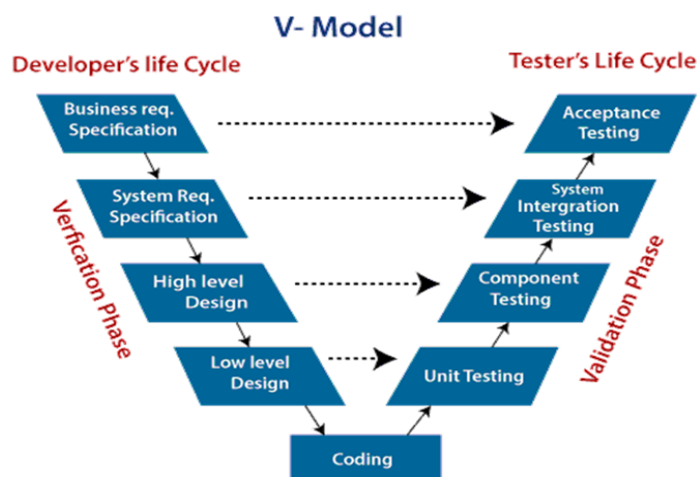 V- Model
Developer's life Cycle
Tester's Life Cycle
Business req.
Specification
Acceptance
Testing
System Req.
Specification
System
Intergration
Testing
Verfication Phase
High level
Design
Component
Testing
Validation Phase
Low level
Design
Unit Testing
Coding